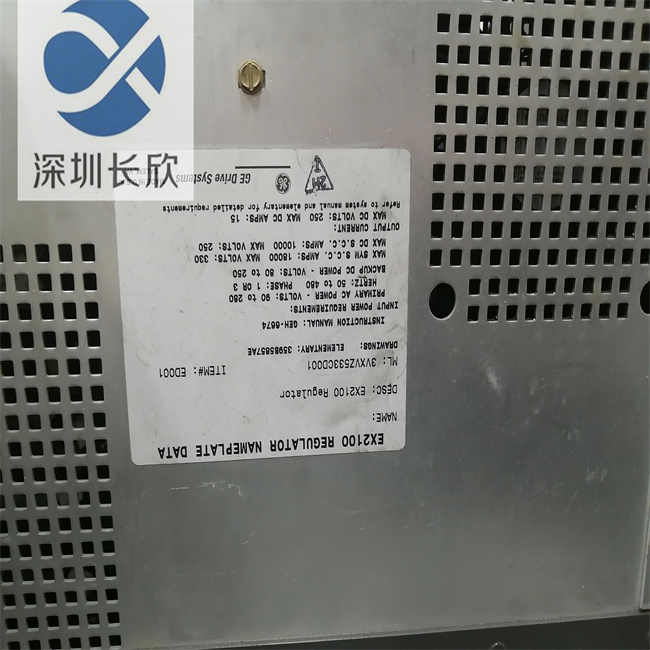 深圳长欣
EX2100 REGULATOR NAMEPLATE DATA
NAME:
DESC: EX2100 Regulator
ML: 3VXVZ533CD001 ITEM#: ED001
DRAWINGS: ELEMENTARY: 359B5857AE
INSTRUCTION MANUAL: GEH-6674
INPUT POWER REQUIREMENTS:
PRIMARY AC POWER - VOLTS: 90 to 280
HERTZ: 50 to 480 PHASE: 1 OR 3
BACKUP DC POWER - VOLTS: 80 to 250
MAX SYM S.C.C. AMPS: 18000 MAX VOLTS: 330
MAX DC S.C.C. AMPS: 10000 MAX VOLTS: 250
OUTPUT CURRENT:
MAX DC VOLTS: 250 MAX DC AMPS: 15
Refer to system manual and elementary for detailed requirements
GE Drive Systems